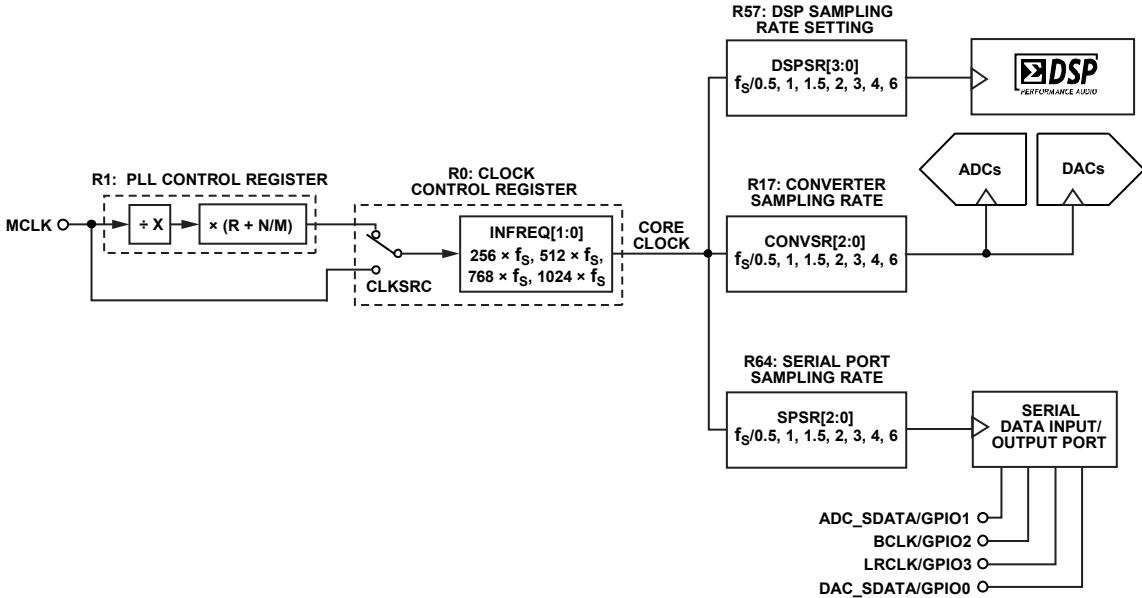 R57: DSP SAMPLING
RATE SETTING
DSPSR[3:0]
fS/0.5, 1, 1.5, 2, 3, 4, 6
DSP
PERFORMANCE AUDIO
R1: PLL CONTROL REGISTER
MCLK
÷ X
× (R + N/M)
R0: CLOCK
CONTROL REGISTER
INFREQ[1:0]
256 × fS, 512 × fS,
768 × fS, 1024 × fS
CLKSRC
CORE
CLOCK
R17: CONVERTER
SAMPLING RATE
CONVSR[2:0]
fS/0.5, 1, 1.5, 2, 3, 4, 6
ADCs
DACs
R64: SERIAL PORT
SAMPLING RATE
SPSR[2:0]
fS/0.5, 1, 1.5, 2, 3, 4, 6
SERIAL
DATA INPUT/
OUTPUT PORT
ADC_SDATA/GPIO1
BCLK/GPIO2
LRCLK/GPIO3
DAC_SDATA/GPIO0